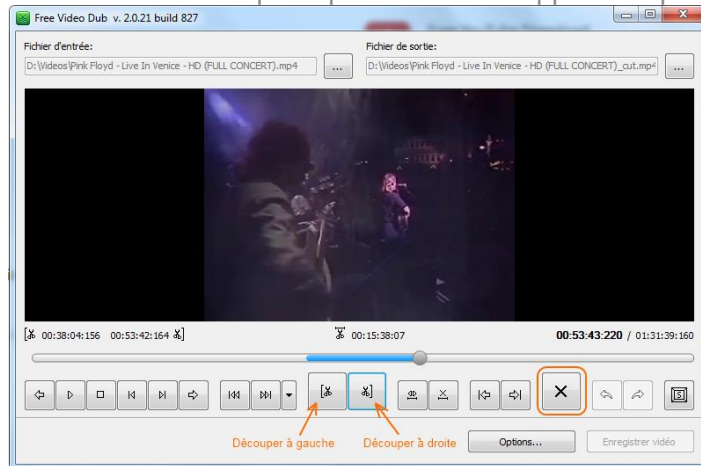 Free Video Dub v. 2.0.21 build 827
Fichier d'entrée:
Fichier de sortie:
D:\Videos\Pink Floyd - Live In Venice - HD (FULL CONCERT).mp4
...
D:\Videos\Pink Floyd - Live In Venice - HD (FULL CONCERT)_cut.mp4
...
00:38:04:156 00:53:42:164
00:15:38:07
00:53:43:220 / 01:31:39:160
Découper à gauche
Découper à droite
Options...
Enregistrer vidéo